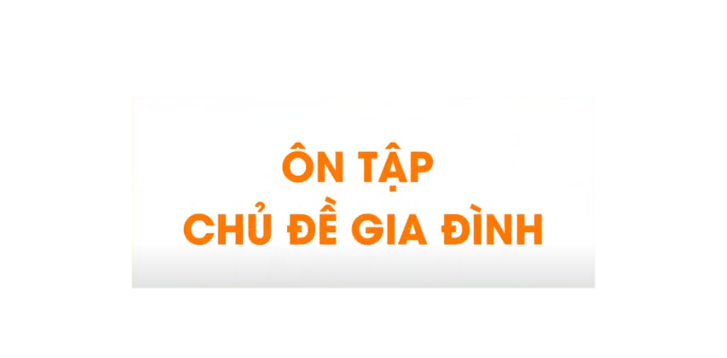 ÔN TẬP
CHỦ ĐỀ GIA ĐÌNH